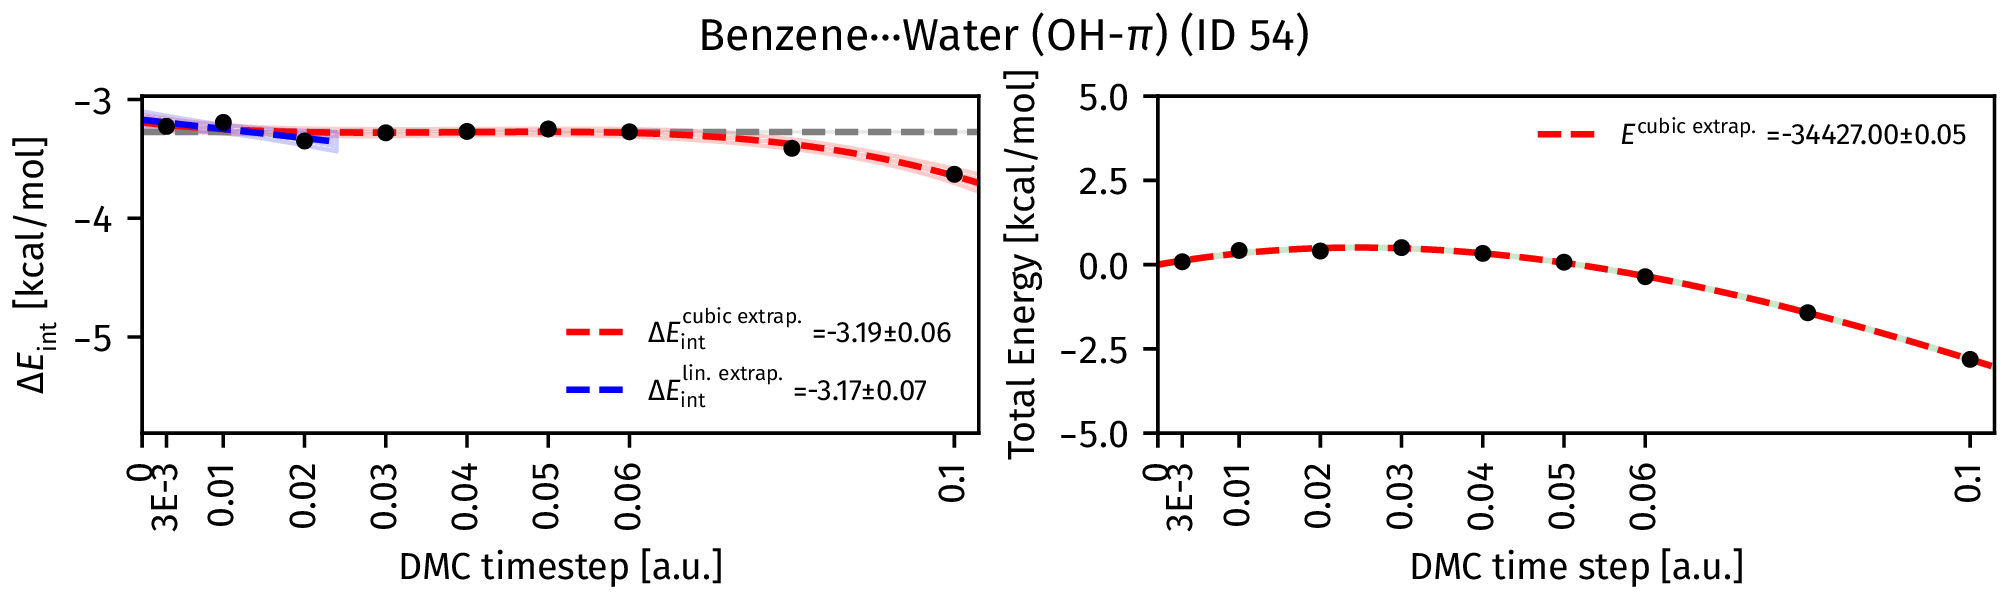 Benzene···Water (OH-π) (ID 54)
ΔE_int [kcal/mol]
−3
−4
−5
ΔE_int^cubic extrap. =-3.19±0.06
ΔE_int^lin. extrap. =-3.17±0.07
0
3E-3
0.01
0.02
0.03
0.04
0.05
0.06
0.1
DMC timestep [a.u.]
Total Energy [kcal/mol]
5.0
2.5
0.0
−2.5
−5.0
E^cubic extrap. =-34427.00±0.05
0
3E-3
0.01
0.02
0.03
0.04
0.05
0.06
0.1
DMC time step [a.u.]